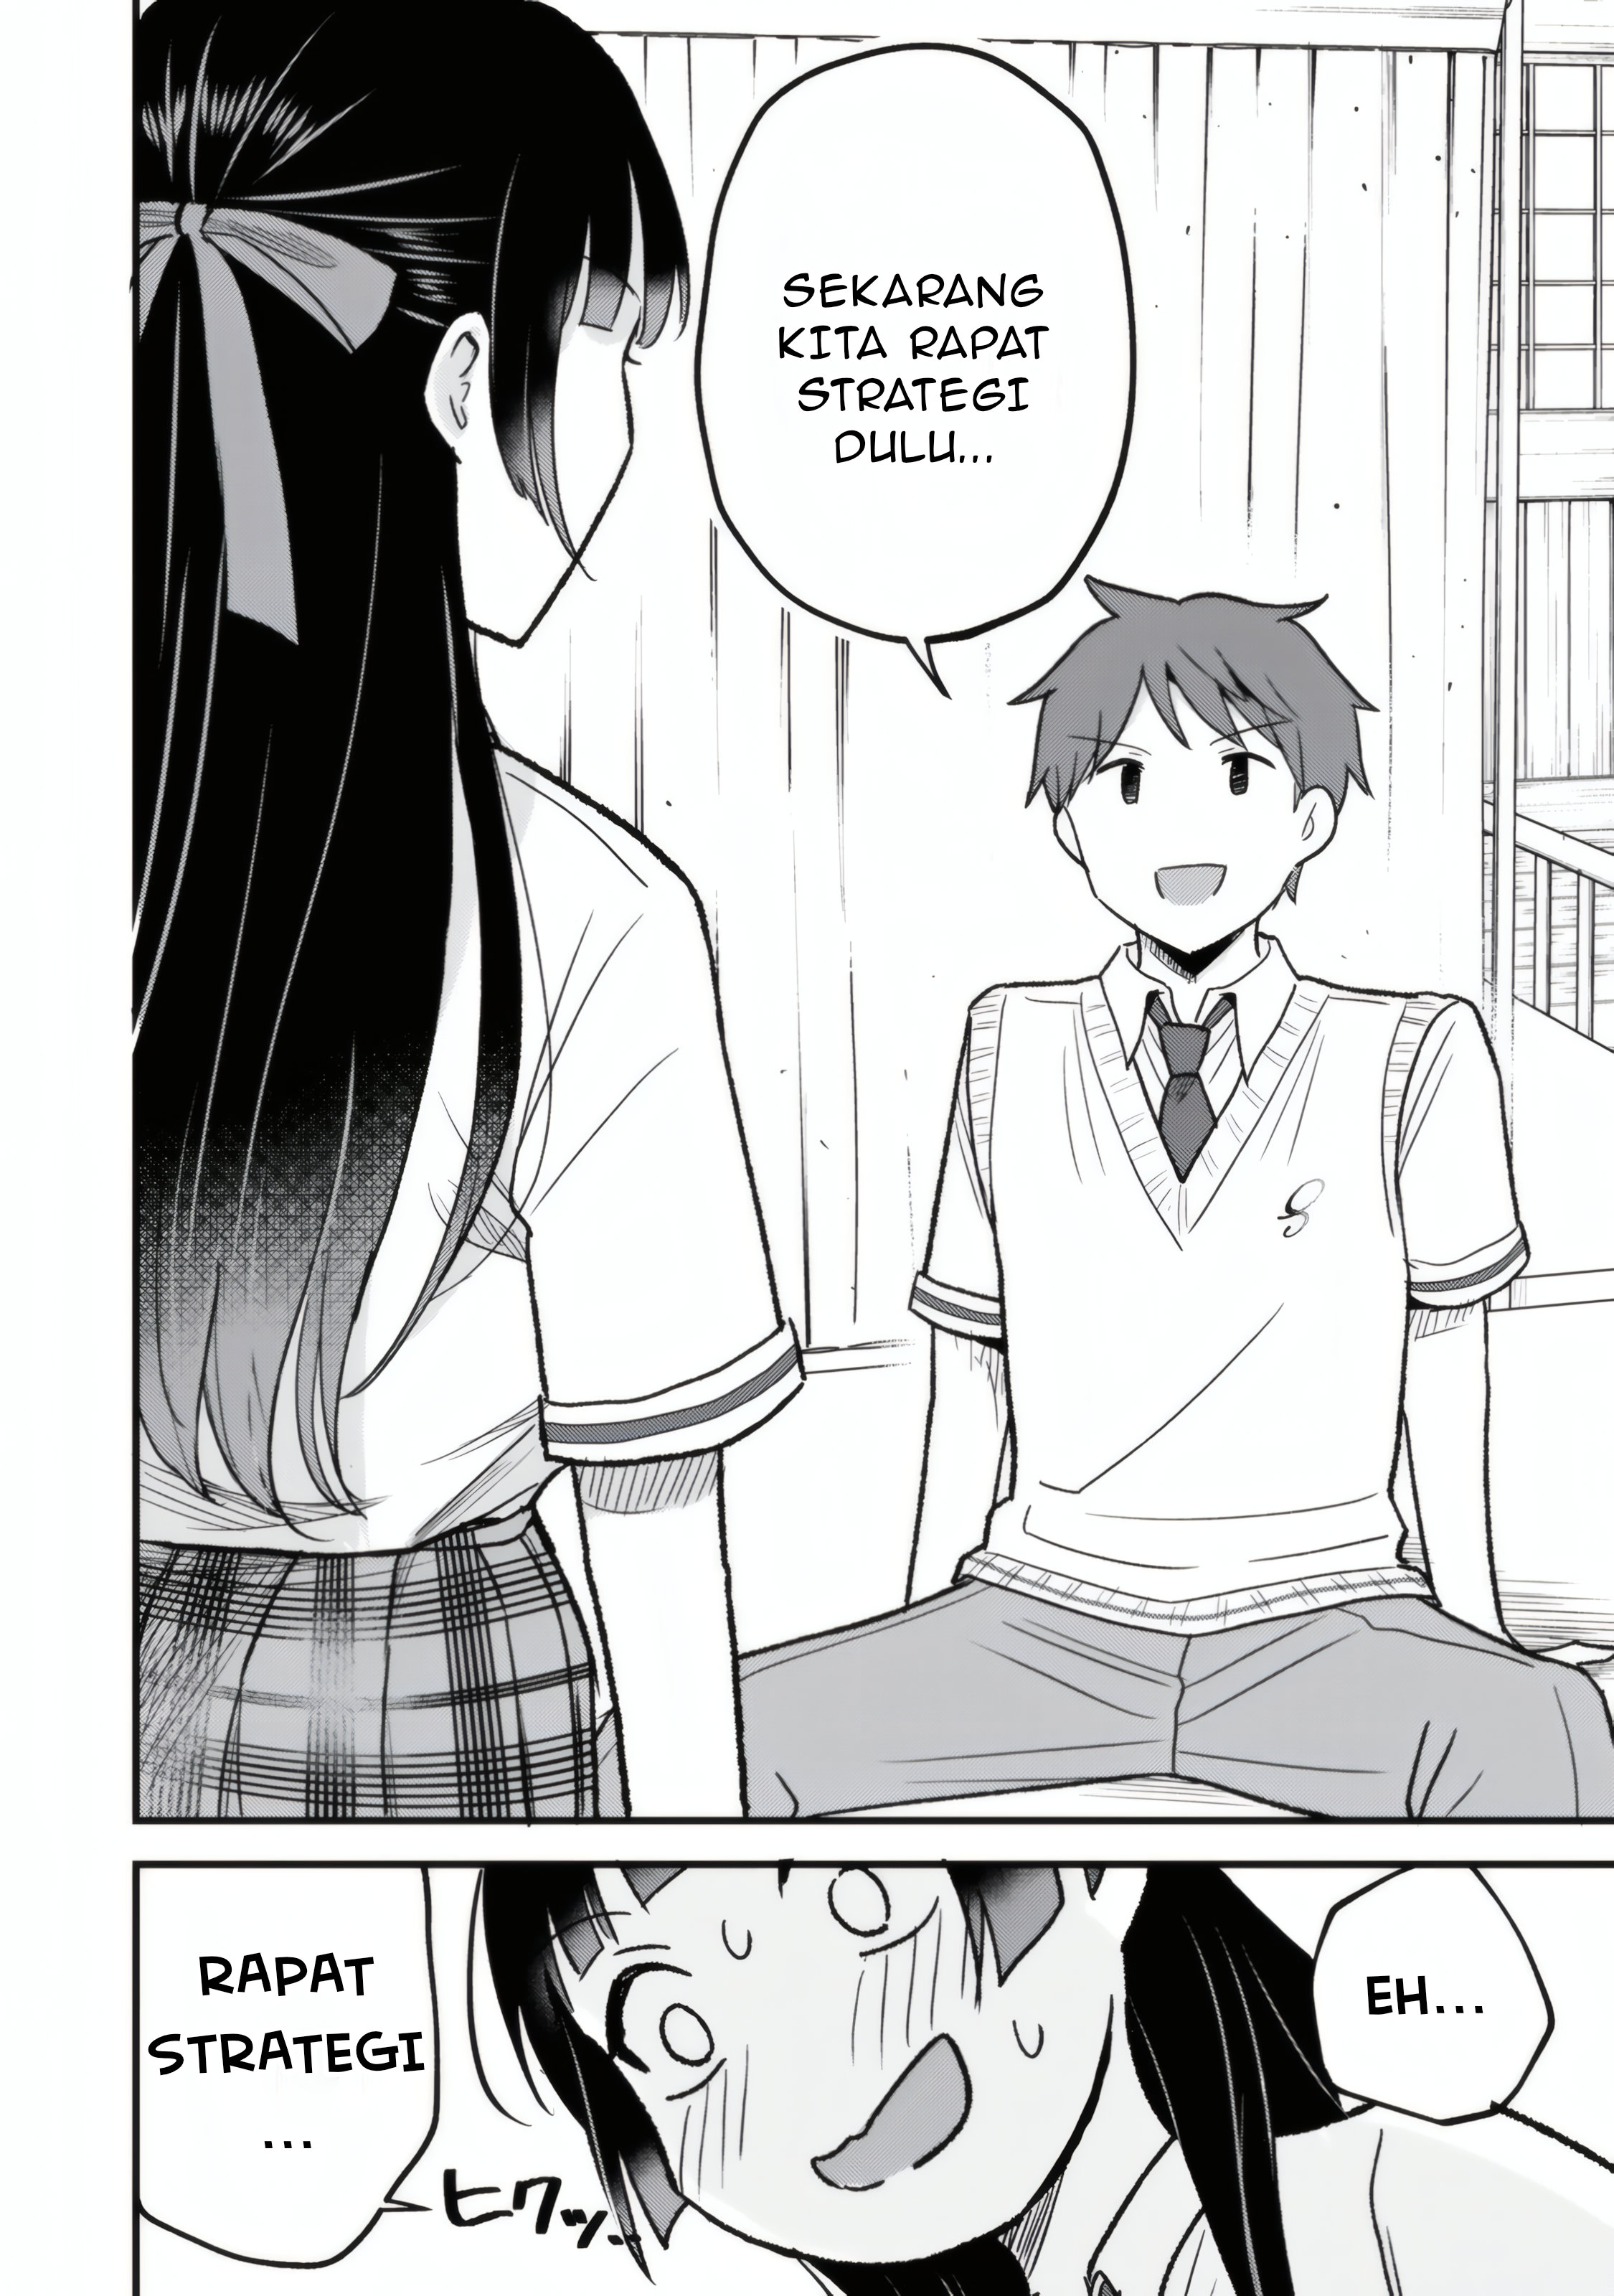 SEKARANG
KITA RAPAT
STRATEGI
DULU...
EH...
RAPAT
STRATEGI
...
ヒクッ..